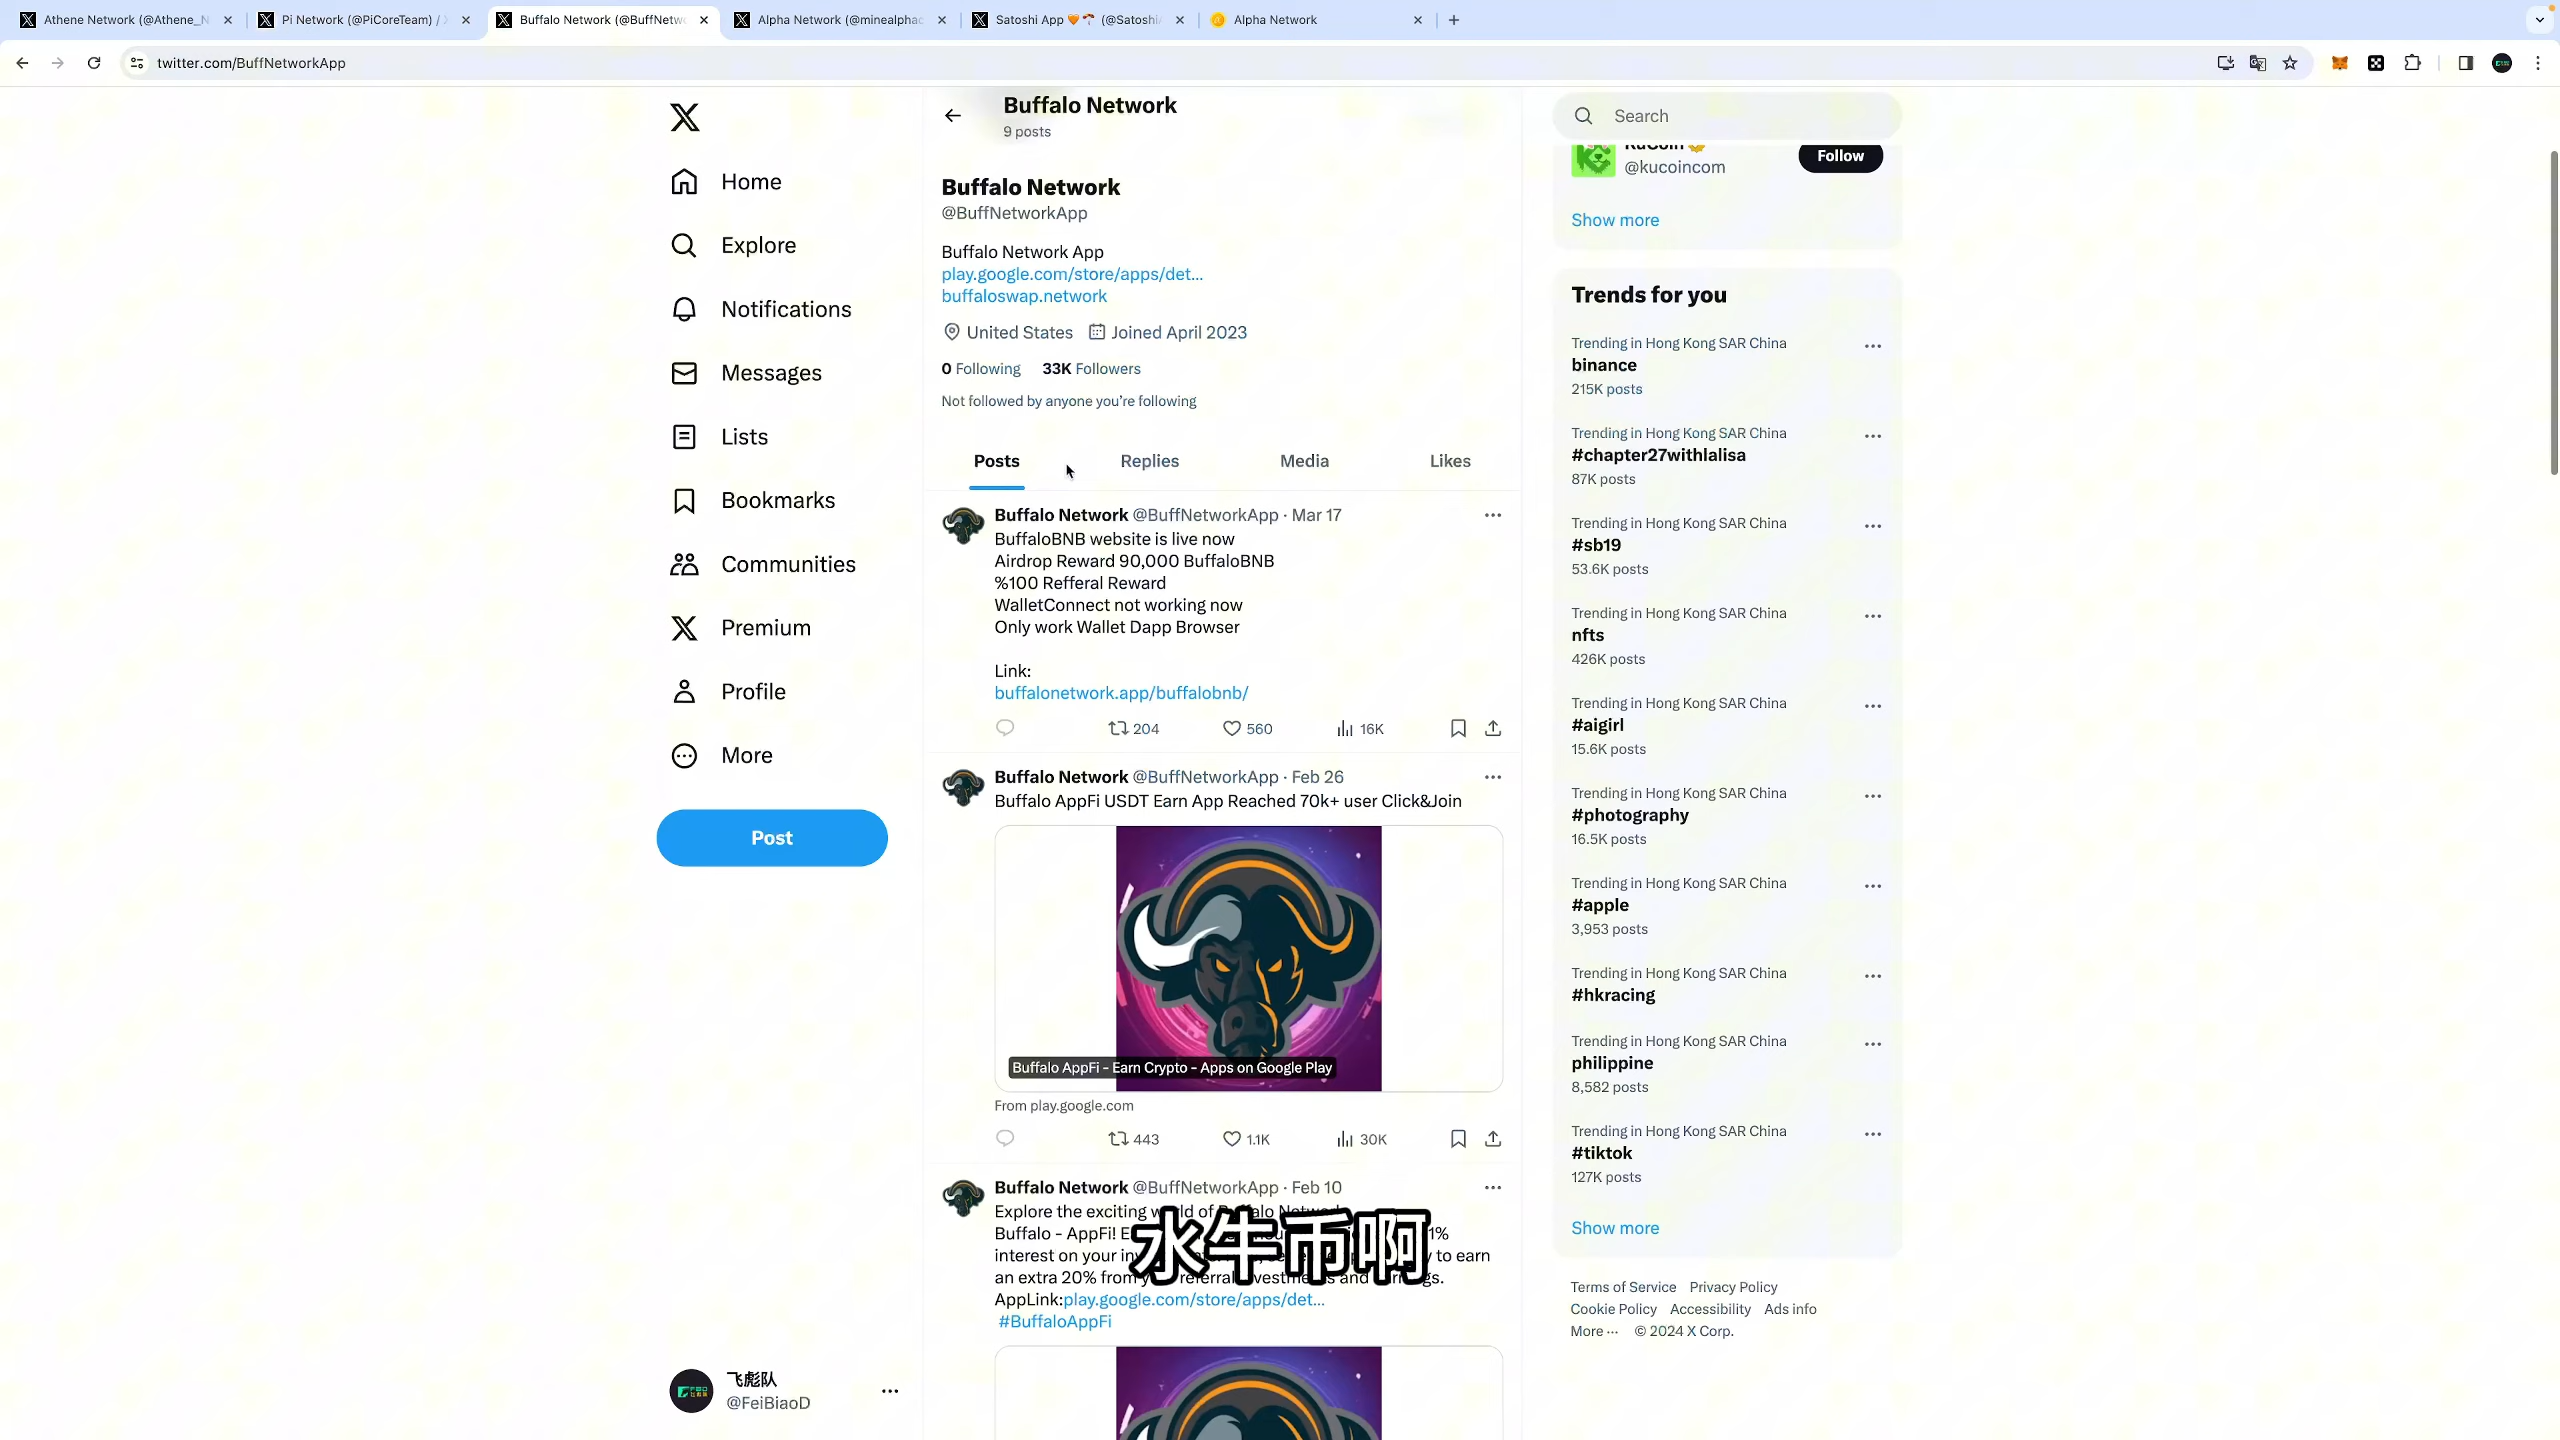 Athene Network (@Athene_N
Pi Network (@PiCoreTeam) /
Buffalo Network (@BuffNetwo
Alpha Network (@minealphac
Satoshi App 🧡 (@Satoshi
Alpha Network
twitter.com/BuffNetworkApp
Home
Explore
Notifications
Messages
Lists
Bookmarks
Communities
Premium
Profile
More
Post
飞彪队
@FeiBiaoD
Buffalo Network
9 posts
Buffalo Network
@BuffNetworkApp
Buffalo Network App
play.google.com/store/apps/det...
buffaloswap.network
United States Joined April 2023
0 Following 33K Followers
Not followed by anyone you're following
Posts Replies Media Likes
Buffalo Network @BuffNetworkApp · Mar 17
BuffaloBNB website is live now
Airdrop Reward 90,000 BuffaloBNB
%100 Refferal Reward
WalletConnect not working now
Only work Wallet Dapp Browser
Link:
buffalonetwork.app/buffalobnb/
204 560 16K
Buffalo Network @BuffNetworkApp · Feb 26
Buffalo AppFi USDT Earn App Reached 70k+ user Click&Join
Buffalo AppFi - Earn Crypto - Apps on Google Play
From play.google.com
443 1.1K 30K
Buffalo Network @BuffNetworkApp · Feb 10
Explore the exciting world of Buffalo
Buffalo - AppFi! 1%
interest on your to earn
an extra 20% from referral and
AppLink:play.google.com/store/apps/det...
#BuffaloAppFi
水牛币啊
Search
KuCoin
@kucoincom
Follow
Show more
Trends for you
Trending in Hong Kong SAR China
binance
215K posts
Trending in Hong Kong SAR China
#chapter27withlalisa
87K posts
Trending in Hong Kong SAR China
#sb19
53.6K posts
Trending in Hong Kong SAR China
nfts
426K posts
Trending in Hong Kong SAR China
#aigirl
15.6K posts
Trending in Hong Kong SAR China
#photography
16.5K posts
Trending in Hong Kong SAR China
#apple
3,953 posts
Trending in Hong Kong SAR China
#hkracing
Trending in Hong Kong SAR China
philippine
8,582 posts
Trending in Hong Kong SAR China
#tiktok
127K posts
Show more
Terms of Service Privacy Policy
Cookie Policy Accessibility Ads info
More ··· © 2024 X Corp.